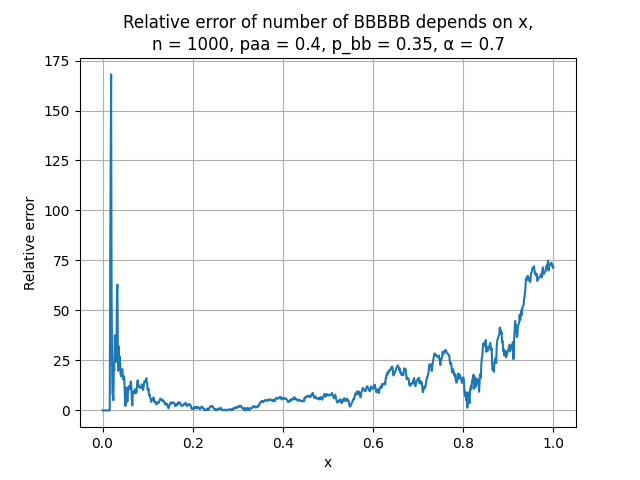 Relative error of number of BBBBB depends on x,
n = 1000, paa = 0.4, p_bb = 0.35, α = 0.7
175
150
125
100
75
50
25
0
Relative error
0.0 0.2 0.4 0.6 0.8 1.0
x